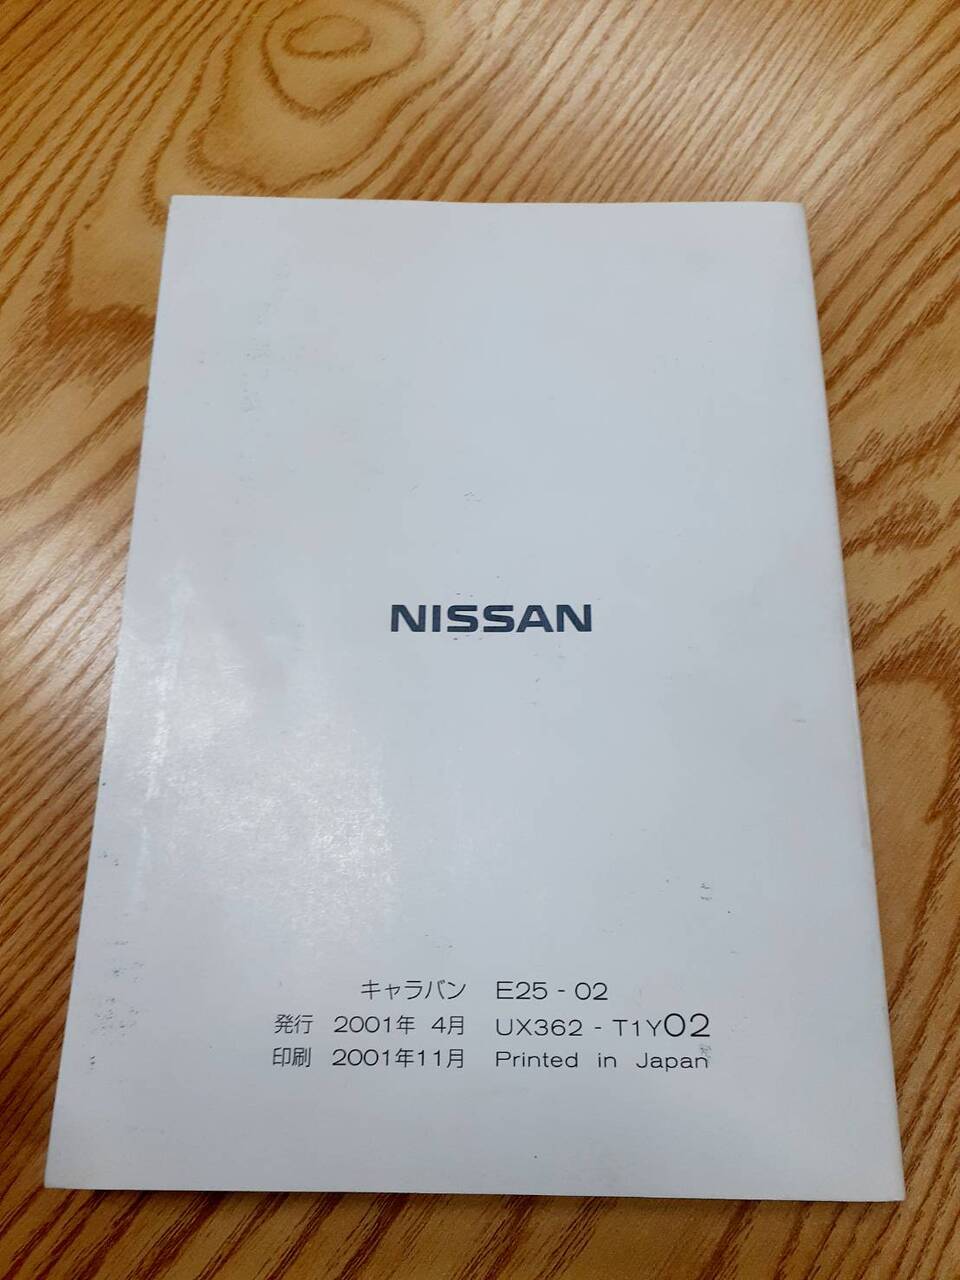 NISSAN
キャラバン E25 - 02
発行 2001年 4月 UX362 - T1Y02
印刷 2001年11月 Printed in Japan